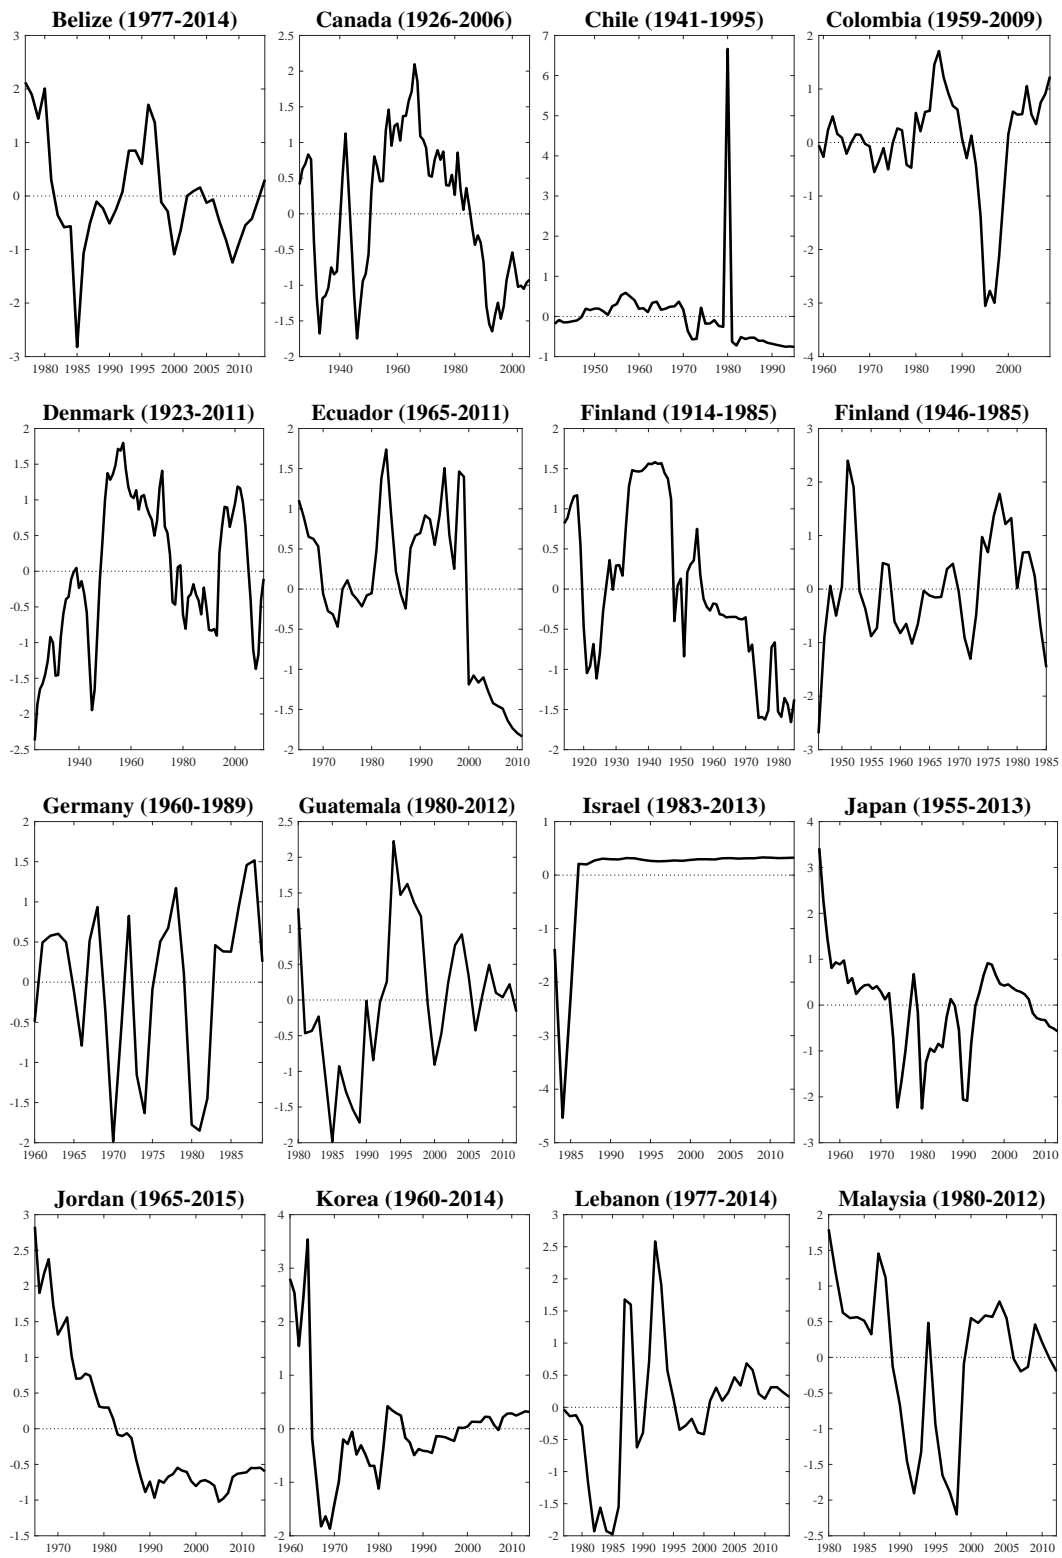 Belize (1977-2014) Canada (1926-2006) Chile (1941-1995) Colombia (1959-2009)
3 2.5 7 2
2 2 6 1
1 1.5 5 0
0 1 4 -1
-1 0.5 3 -2
-2 0 2 -3
-3 -0.5 1 -4
-1 0
-1.5 -1
-2
1980 1985 1990 1995 2000 2005 2010 1940 1960 1980 2000 1950 1960 1970 1980 1990 1960 1970 1980 1990 2000
Denmark (1923-2011) Ecuador (1965-2011) Finland (1914-1985) Finland (1946-1985)
2 2 2 3
1.5 1.5 1.5 2
1 1 1 1
0.5 0.5 0.5 0
0 0 0 -1
-0.5 -0.5 -0.5 -2
-1 -1 -1 -3
-1.5 -1.5 -1.5
-2 -2 -2
-2.5
1940 1960 1980 2000 1970 1980 1990 2000 2010 1920 1930 1940 1950 1960 1970 1980 1950 1955 1960 1965 1970 1975 1980 1985
Germany (1960-1989) Guatemala (1980-2012) Israel (1983-2013) Japan (1955-2013)
2 2.5 1 4
1.5 2 0 3
1 1.5 -1 2
0.5 1 -2 1
0 0.5 -3 0
-0.5 0 -4 -1
-1 -0.5 -5 -2
-1.5 -1 -3
-2 -1.5
-2
1960 1965 1970 1975 1980 1985 1980 1985 1990 1995 2000 2005 2010 1985 1990 1995 2000 2005 2010 1960 1970 1980 1990 2000 2010
Jordan (1965-2015) Korea (1960-2014) Lebanon (1977-2014) Malaysia (1980-2012)
3 4 3 2
2.5 3 2.5 1.5
2 2 2 1
1.5 1 1.5 0.5
1 0 1 0
0.5 -1 0.5 -0.5
0 -2 0 -1
-0.5 -0.5 -1.5
-1 -1 -2
-1.5 -1.5 -2.5
-2
1970 1980 1990 2000 2010 1960 1970 1980 1990 2000 2010 1980 1985 1990 1995 2000 2005 2010 1980 1985 1990 1995 2000 2005 2010